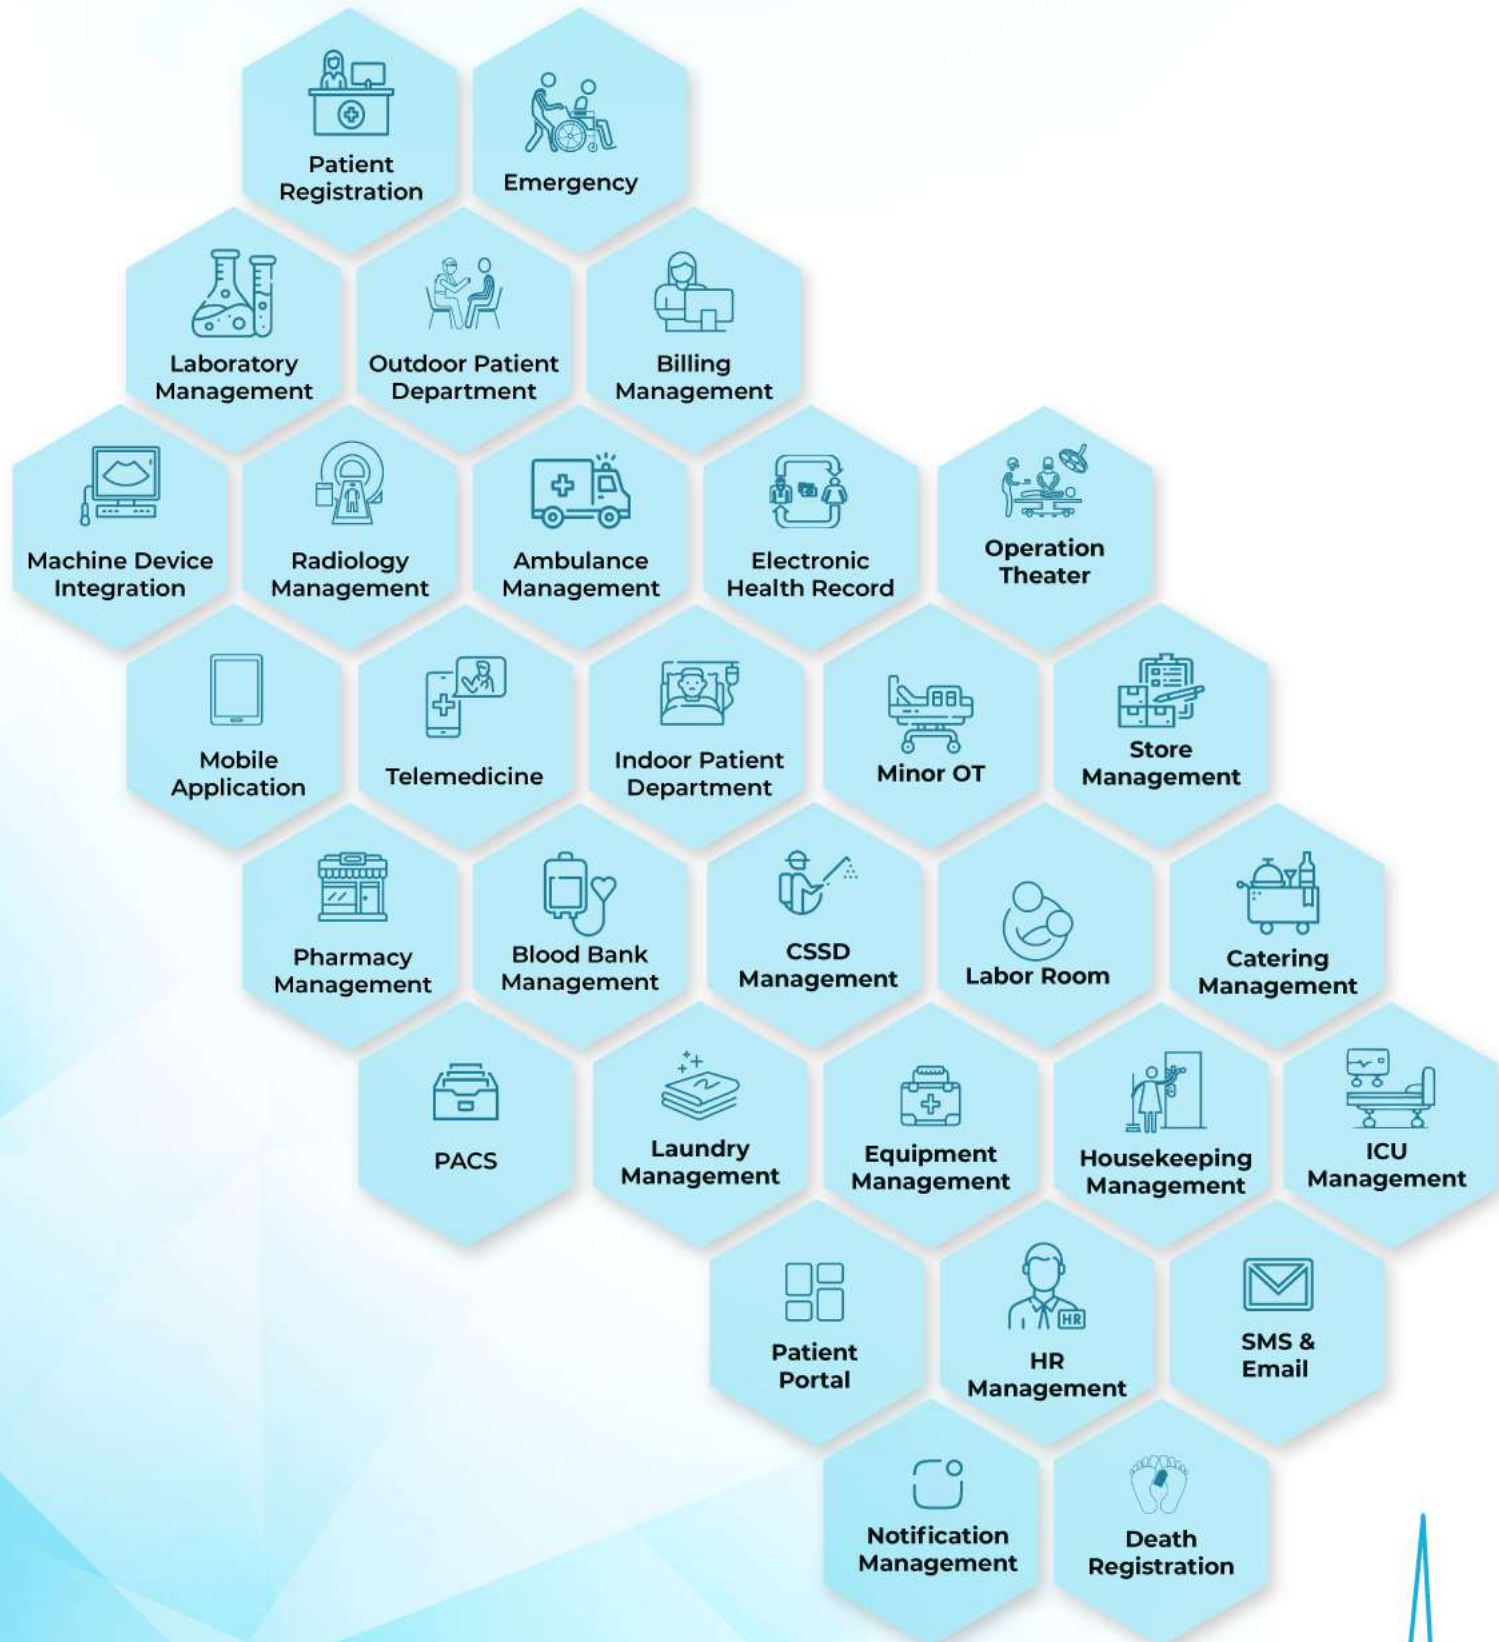 Patient
Registration
Emergency
Laboratory
Management
Outdoor Patient
Department
Billing
Management
Machine Device
Integration
Radiology
Management
Ambulance
Management
Electronic
Health Record
Operation
Theater
Mobile
Application
Telemedicine
Indoor Patient
Department
Minor OT
Store
Management
Pharmacy
Management
Blood Bank
Management
CSSD
Management
Labor Room
Catering
Management
PACS
Laundry
Management
Equipment
Management
Housekeeping
Management
ICU
Management
Patient
Portal
HR
HR
Management
SMS &
Email
Notification
Management
Death
Registration